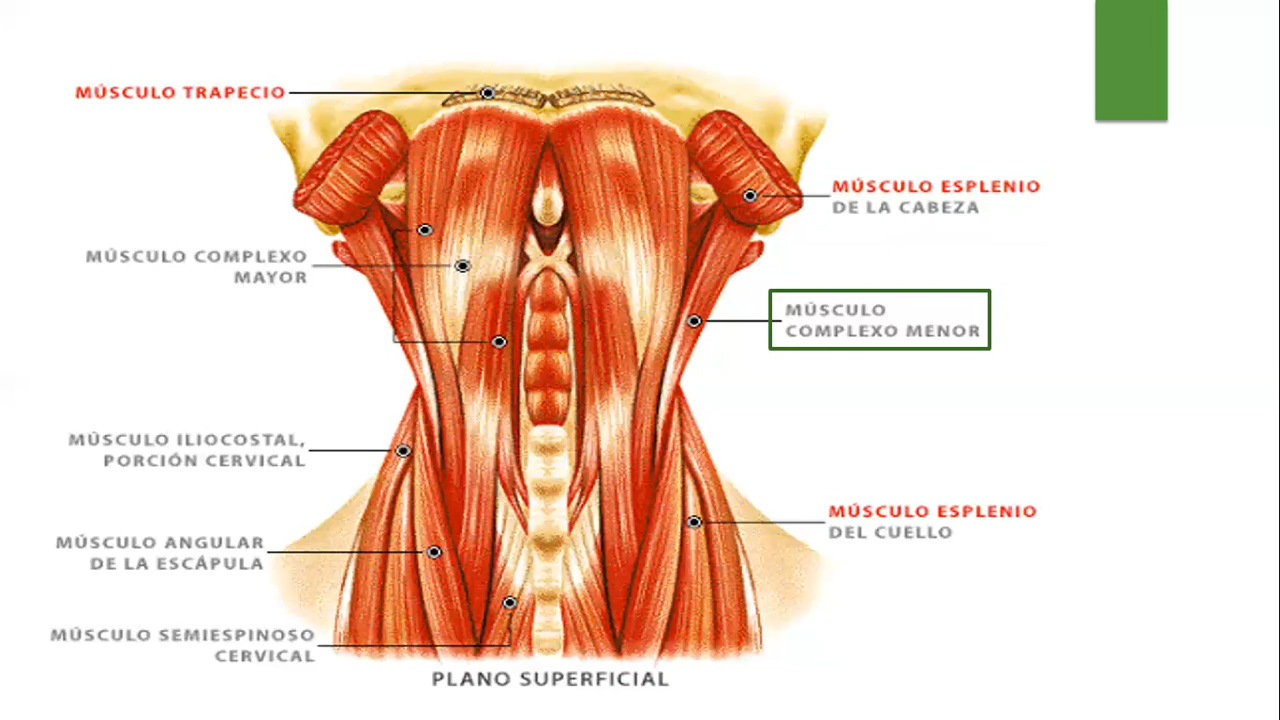 MÚSCULO TRAPECIO
MÚSCULO ESPLENIO
DE LA CABEZA
MÚSCULO COMPLEXO
MAYOR
MÚSCULO
COMPLEXO MENOR
MÚSCULO ILIOCOSTAL,
PORCIÓN CERVICAL
MÚSCULO ESPLENIO
DEL CUELLO
MÚSCULO ANGULAR
DE LA ESCÁPULA
MÚSCULO SEMIESPINOSO
CERVICAL
PLANO SUPERFICIAL